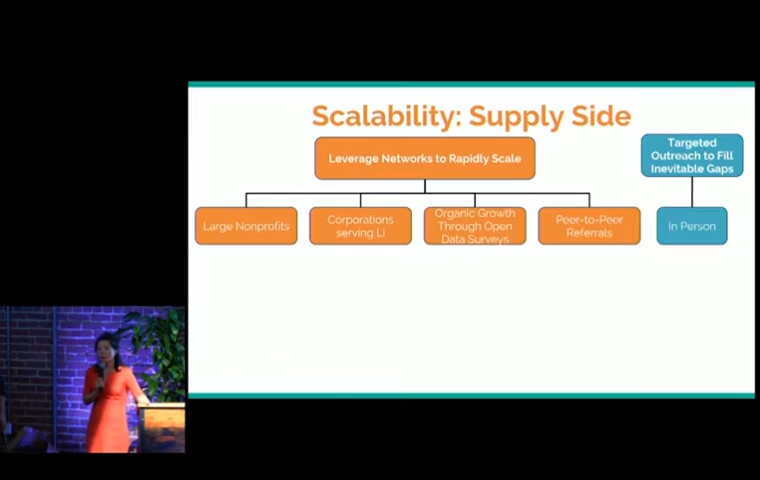 Scalability: Supply Side
Leverage Networks to Rapidly Scale
Targeted
Outreach to Fill
Inevitable Gaps
Large Nonprofits
Corporations
serving Li
Organic Growth
Through Open
Data Surveys
Peer-to-Peer
Referrals
In Person